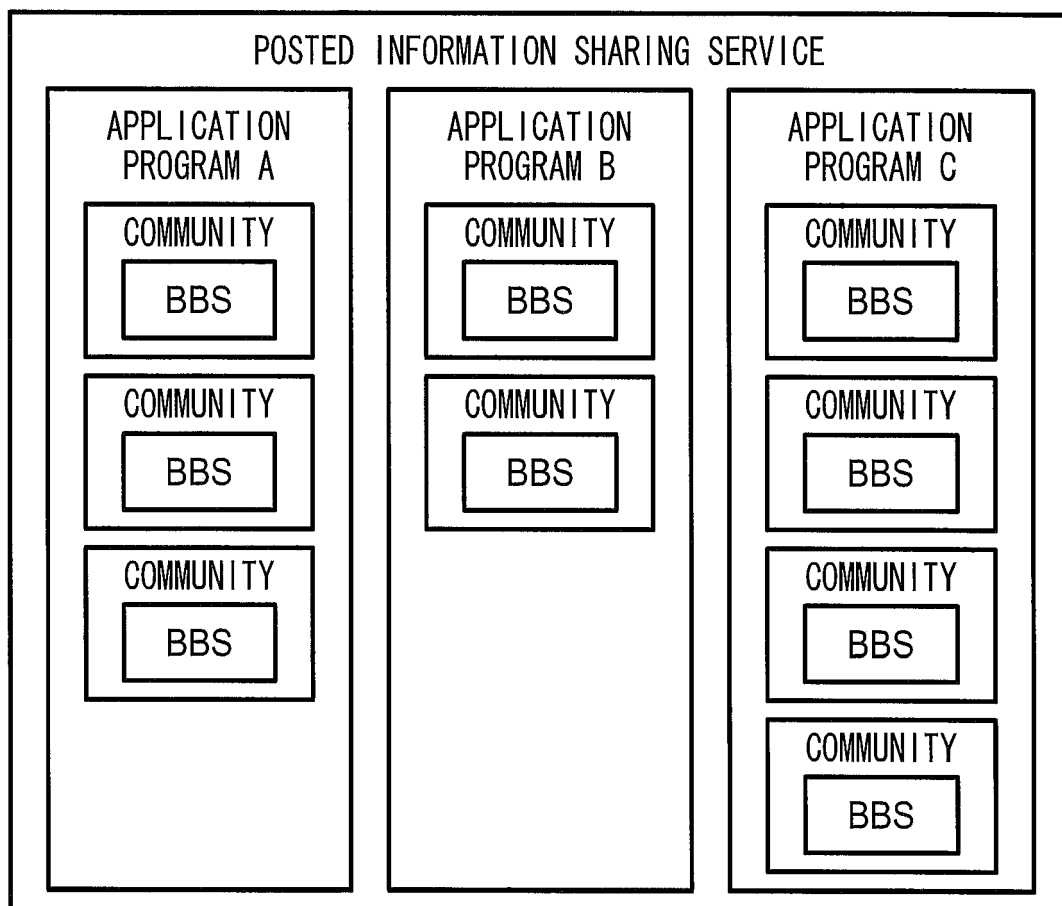 POSTED INFORMATION SHARING SERVICE
APPLICATION
PROGRAM A
COMMUNITY
BBS
COMMUNITY
BBS
COMMUNITY
BBS
APPLICATION
PROGRAM B
COMMUNITY
BBS
COMMUNITY
BBS
APPLICATION
PROGRAM C
COMMUNITY
BBS
COMMUNITY
BBS
COMMUNITY
BBS
COMMUNITY
BBS